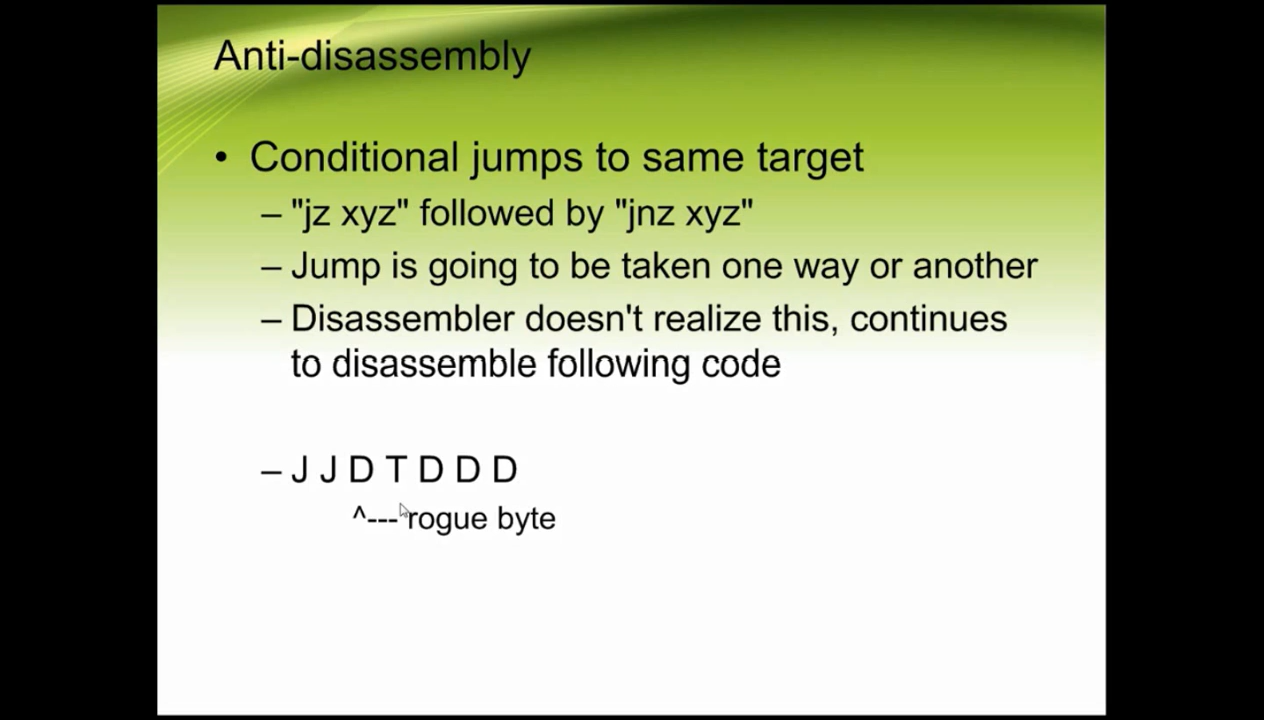 Anti-disassembly
• Conditional jumps to same target
– "jz xyz" followed by "jnz xyz"
– Jump is going to be taken one way or another
– Disassembler doesn't realize this, continues
to disassemble following code
– J J D T D D D
^--- rogue byte